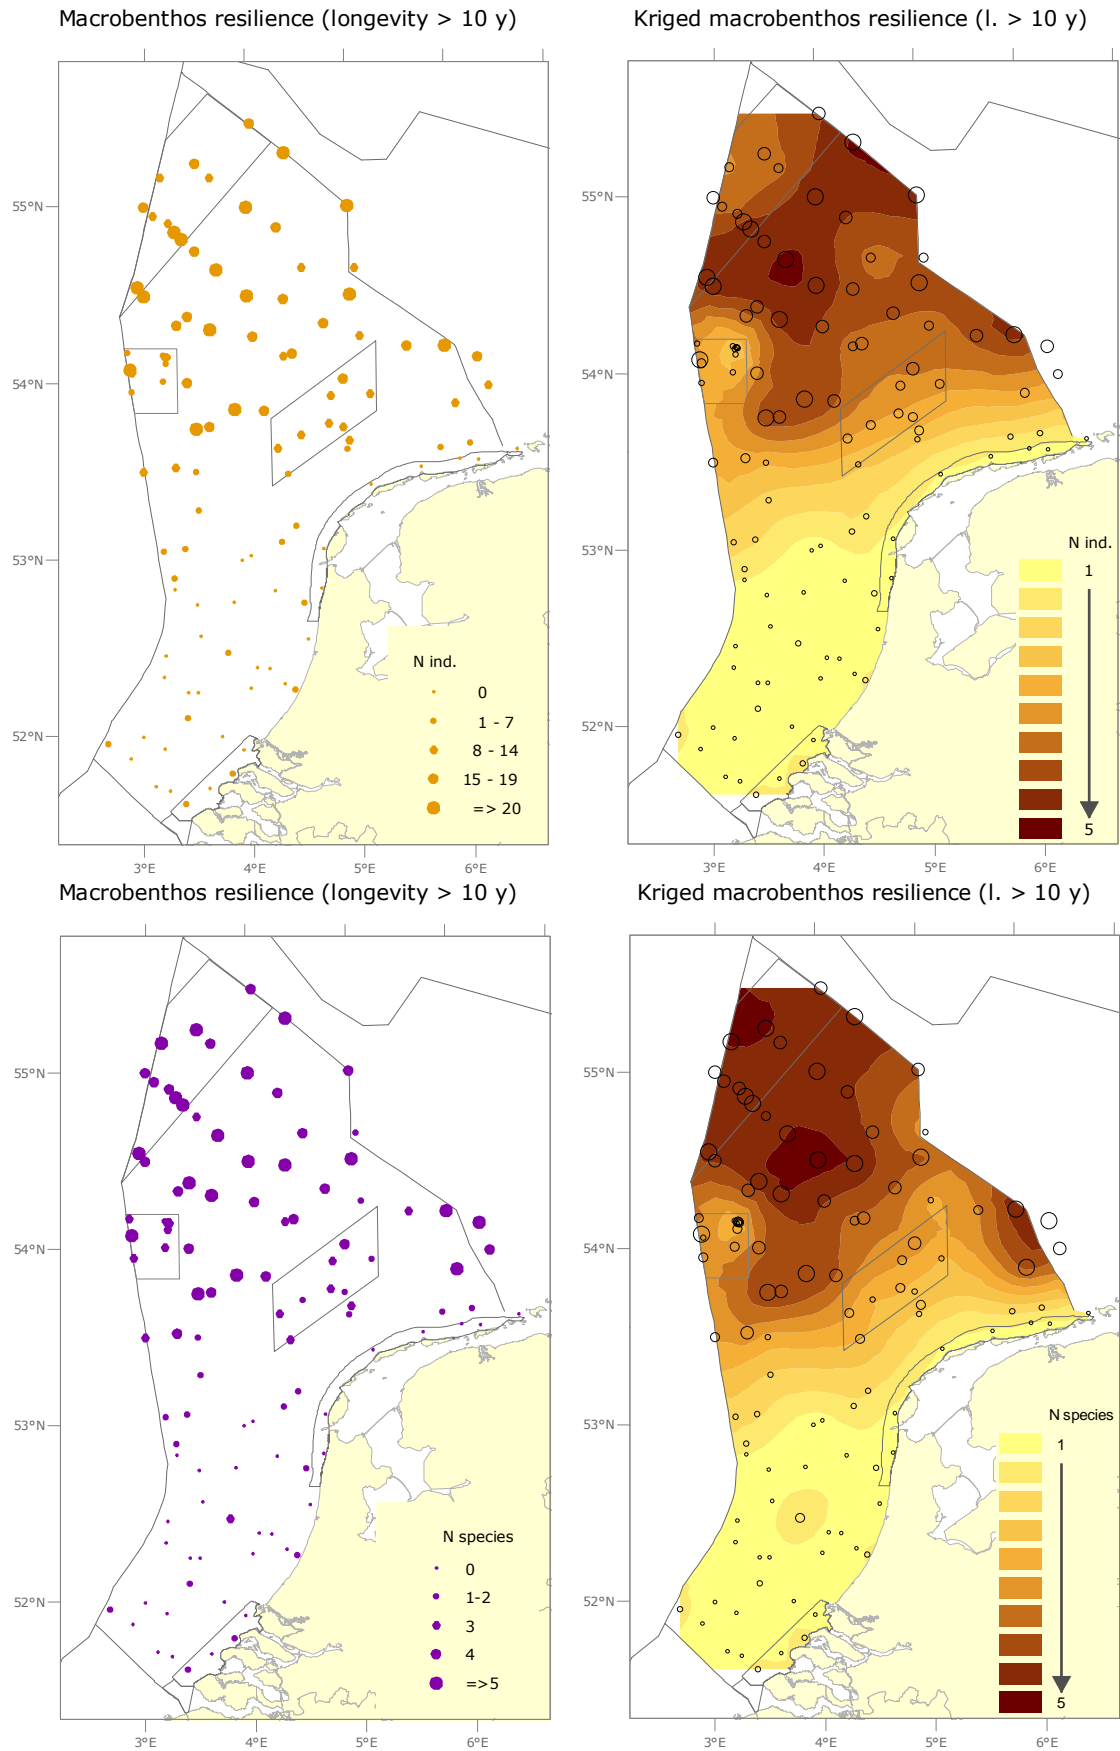 Macrobenthos resilience (longevity > 10 y)
Kriged macrobenthos resilience (l. > 10 y)
55°N
54°N
53°N
52°N
3°E
4°E
5°E
6°E
N ind.
0
1 - 7
8 - 14
15 - 19
=> 20
55°N
54°N
53°N
52°N
3°E
4°E
5°E
6°E
N ind.
1
5
Macrobenthos resilience (longevity > 10 y)
Kriged macrobenthos resilience (l. > 10 y)
55°N
54°N
53°N
52°N
3°E
4°E
5°E
6°E
N species
0
1-2
3
4
=>5
55°N
54°N
53°N
52°N
3°E
4°E
5°E
6°E
N species
1
5